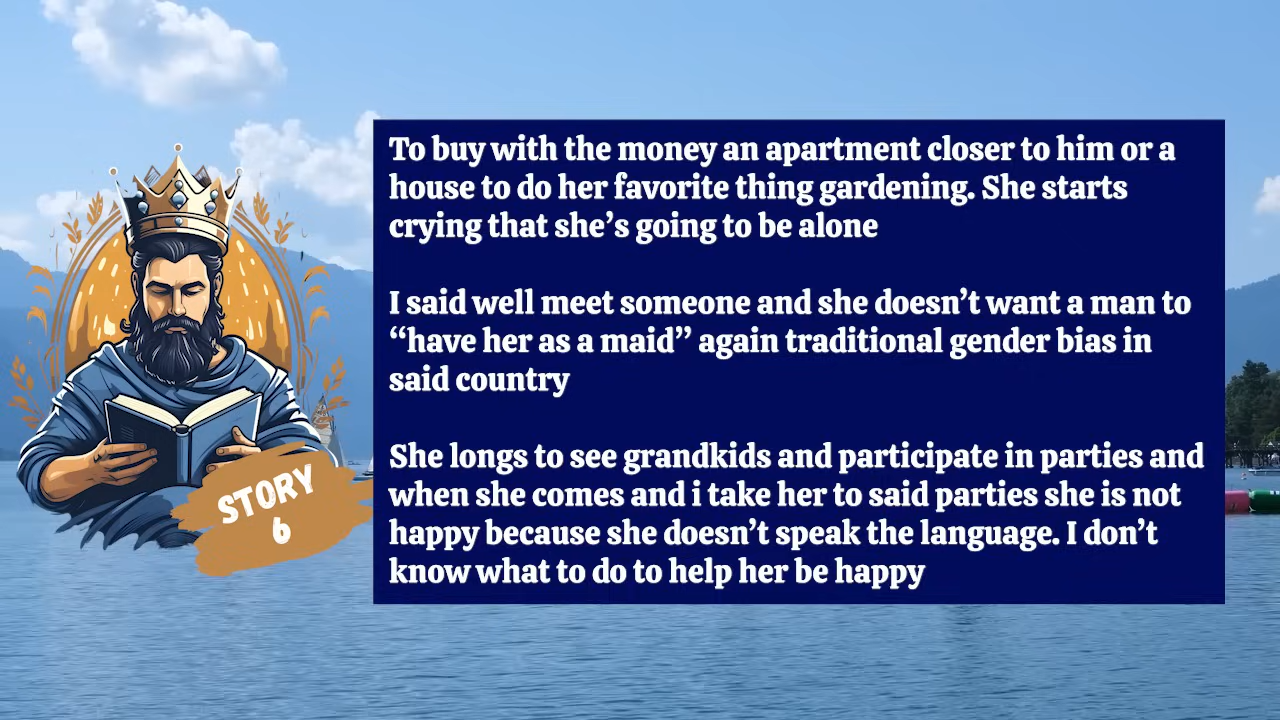 To buy with the money an apartment closer to him or a
house to do her favorite thing gardening. She starts
crying that she’s going to be alone
I said well meet someone and she doesn’t want a man to
“have her as a maid” again traditional gender bias in
said country
She longs to see grandkids and participate in parties and
when she comes and i take her to said parties she is not
happy because she doesn’t speak the language. I don’t
know what to do to help her be happy
STORY
6